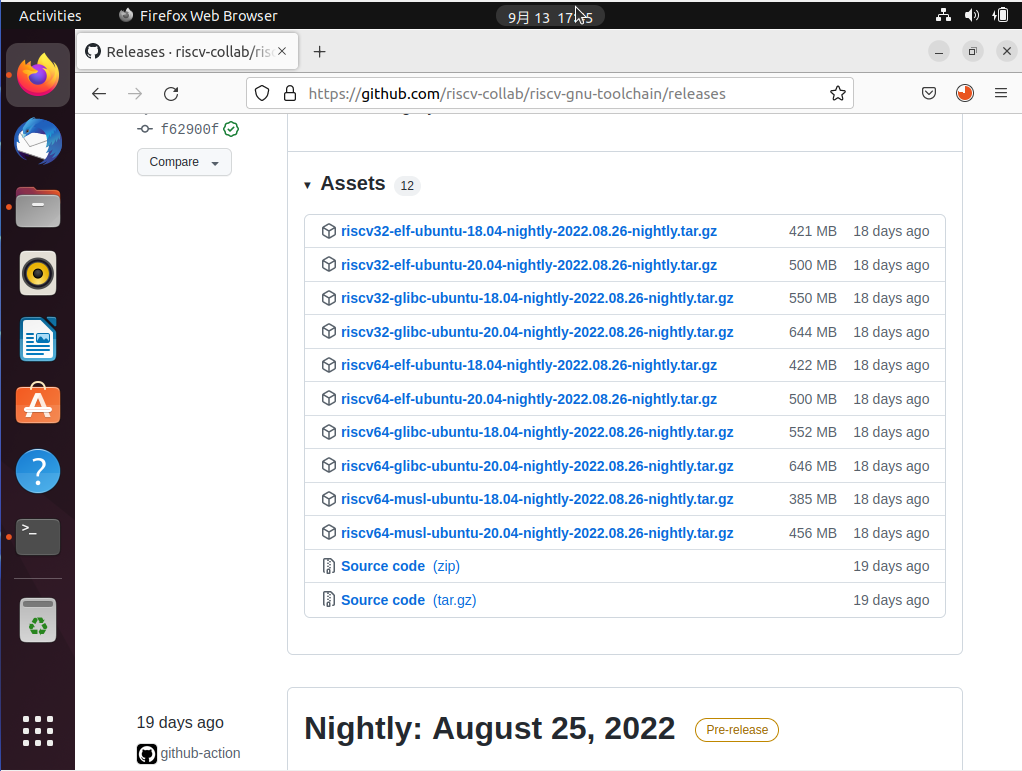 Activities Firefox Web Browser 9月 13
Releases · riscv-collab/ris
https://github.com/riscv-collab/riscv-gnu-toolchain/releases
f62900f
Compare
Assets 12
riscv32-elf-ubuntu-18.04-nightly-2022.08.26-nightly.tar.gz 421 MB 18 days ago
riscv32-elf-ubuntu-20.04-nightly-2022.08.26-nightly.tar.gz 500 MB 18 days ago
riscv32-glibc-ubuntu-18.04-nightly-2022.08.26-nightly.tar.gz 550 MB 18 days ago
riscv32-glibc-ubuntu-20.04-nightly-2022.08.26-nightly.tar.gz 644 MB 18 days ago
riscv64-elf-ubuntu-18.04-nightly-2022.08.26-nightly.tar.gz 422 MB 18 days ago
riscv64-elf-ubuntu-20.04-nightly-2022.08.26-nightly.tar.gz 500 MB 18 days ago
riscv64-glibc-ubuntu-18.04-nightly-2022.08.26-nightly.tar.gz 552 MB 18 days ago
riscv64-glibc-ubuntu-20.04-nightly-2022.08.26-nightly.tar.gz 646 MB 18 days ago
riscv64-musl-ubuntu-18.04-nightly-2022.08.26-nightly.tar.gz 385 MB 18 days ago
riscv64-musl-ubuntu-20.04-nightly-2022.08.26-nightly.tar.gz 456 MB 18 days ago
Source code (zip) 19 days ago
Source code (tar.gz) 19 days ago
19 days ago
github-action
Nightly: August 25, 2022 Pre-release